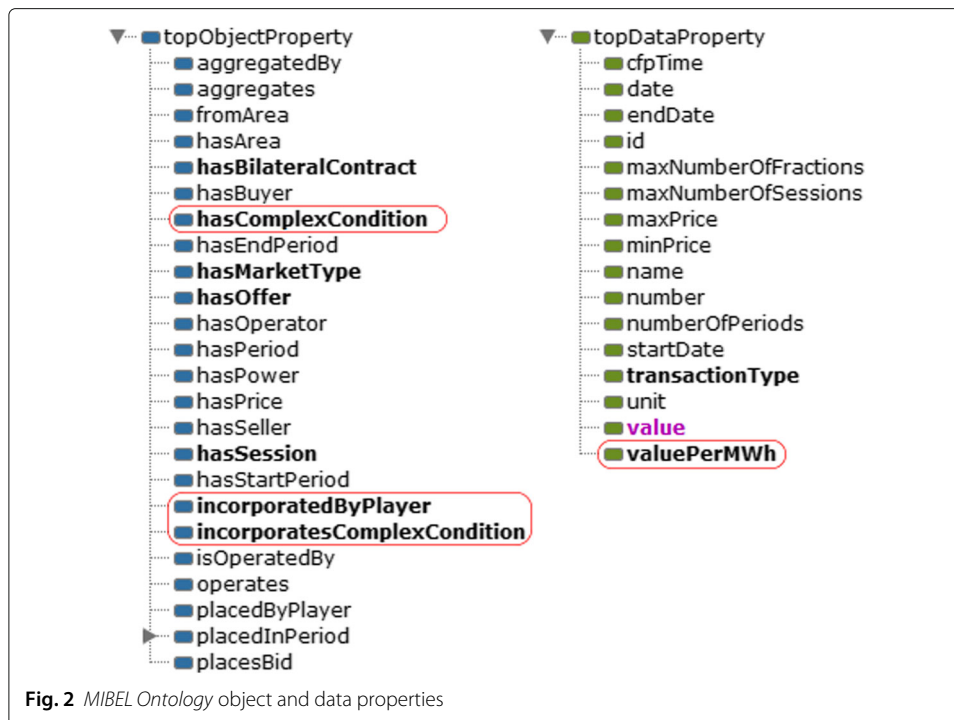 topObjectProperty
aggregatedBy
aggregates
fromArea
hasArea
hasBilateralContract
hasBuyer
hasComplexCondition
hasEndPeriod
hasMarketType
hasOffer
hasOperator
hasPeriod
hasPower
hasPrice
hasSeller
hasSession
hasStartPeriod
incorporatedByPlayer
incorporatesComplexCondition
isOperatedBy
operates
placedByPlayer
placedInPeriod
placesBid
topDataProperty
cfpTime
date
endDate
id
maxNumberOfFractions
maxNumberOfSessions
maxPrice
minPrice
name
number
numberOfPeriods
startDate
transactionType
unit
value
valuePerMWh
Fig. 2 MIBEL Ontology object and data properties